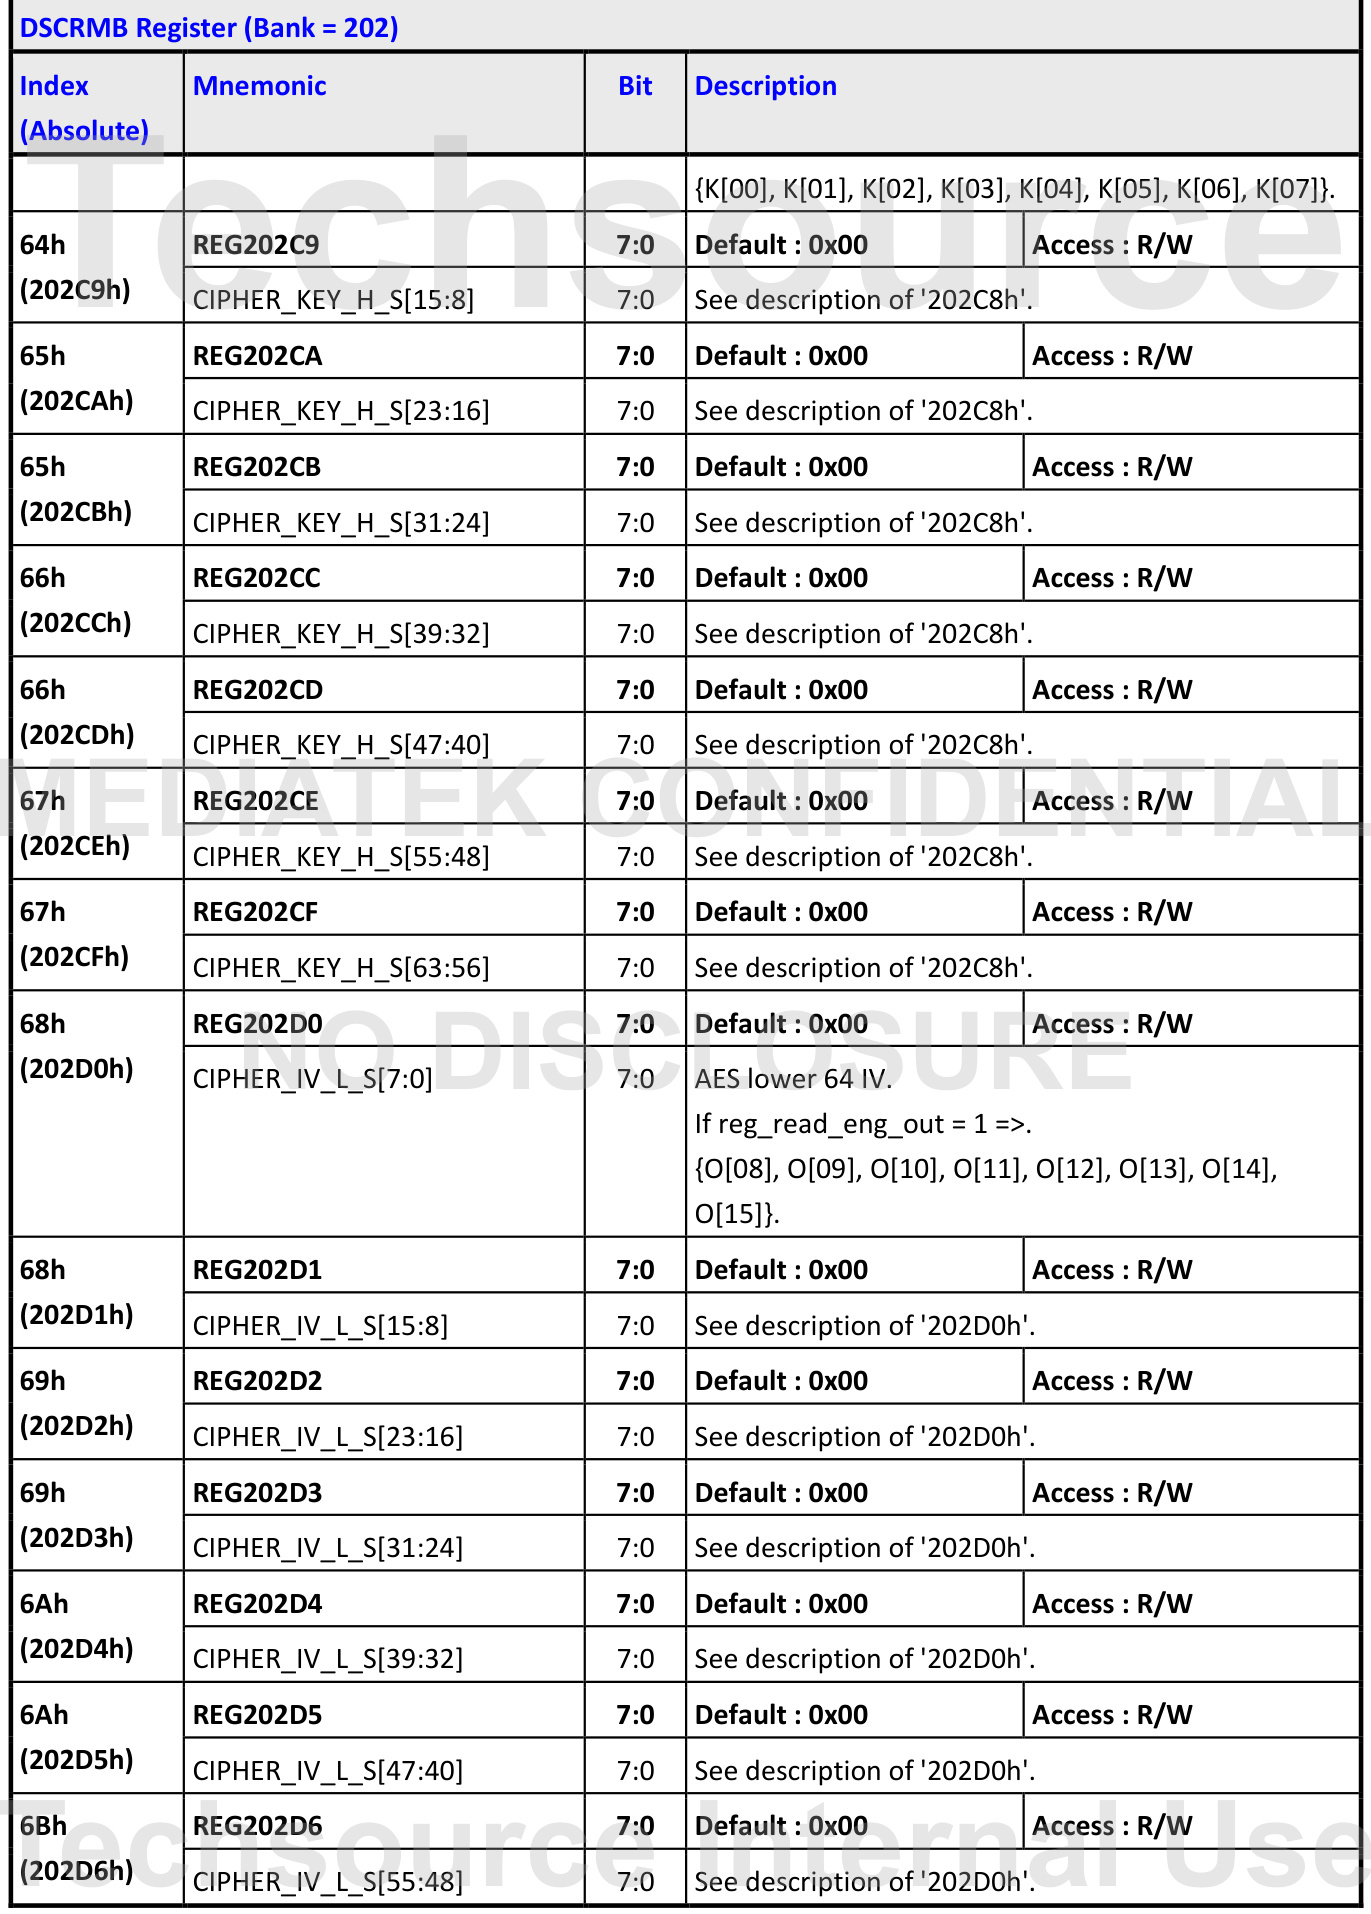 DSCRMB Register (Bank = 202)
Index (Absolute) Mnemonic Bit Description
{K[00], K[01], K[02], K[03], K[04], K[05], K[06], K[07]}.
Techsource
64h (202C9h) REG202C9 7:0 Default : 0x00 Access : R/W
CIPHER_KEY_H_S[15:8] 7:0 See description of '202C8h'.
65h (202CAh) REG202CA 7:0 Default : 0x00 Access : R/W
CIPHER_KEY_H_S[23:16] 7:0 See description of '202C8h'.
65h (202CBh) REG202CB 7:0 Default : 0x00 Access : R/W
CIPHER_KEY_H_S[31:24] 7:0 See description of '202C8h'.
66h (202CCh) REG202CC 7:0 Default : 0x00 Access : R/W
CIPHER_KEY_H_S[39:32] 7:0 See description of '202C8h'.
66h (202CDh) REG202CD 7:0 Default : 0x00 Access : R/W
CIPHER_KEY_H_S[47:40] 7:0 See description of '202C8h'.
MEDIATEK CONFIDENTIAL
67h (202CEh) REG202CE 7:0 Default : 0x00 Access : R/W
CIPHER_KEY_H_S[55:48] 7:0 See description of '202C8h'.
67h (202CFh) REG202CF 7:0 Default : 0x00 Access : R/W
CIPHER_KEY_H_S[63:56] 7:0 See description of '202C8h'.
NO DISCLOSURE
68h (202D0h) REG202D0 7:0 Default : 0x00 Access : R/W
CIPHER_IV_L_S[7:0] 7:0 AES lower 64 IV.
If reg_read_eng_out = 1 =>.
{O[08], O[09], O[10], O[11], O[12], O[13], O[14],
O[15]}.
68h (202D1h) REG202D1 7:0 Default : 0x00 Access : R/W
CIPHER_IV_L_S[15:8] 7:0 See description of '202D0h'.
69h (202D2h) REG202D2 7:0 Default : 0x00 Access : R/W
CIPHER_IV_L_S[23:16] 7:0 See description of '202D0h'.
69h (202D3h) REG202D3 7:0 Default : 0x00 Access : R/W
CIPHER_IV_L_S[31:24] 7:0 See description of '202D0h'.
6Ah (202D4h) REG202D4 7:0 Default : 0x00 Access : R/W
CIPHER_IV_L_S[39:32] 7:0 See description of '202D0h'.
6Ah (202D5h) REG202D5 7:0 Default : 0x00 Access : R/W
CIPHER_IV_L_S[47:40] 7:0 See description of '202D0h'.
Techsource Internal Use
6Bh (202D6h) REG202D6 7:0 Default : 0x00 Access : R/W
CIPHER_IV_L_S[55:48] 7:0 See description of '202D0h'.